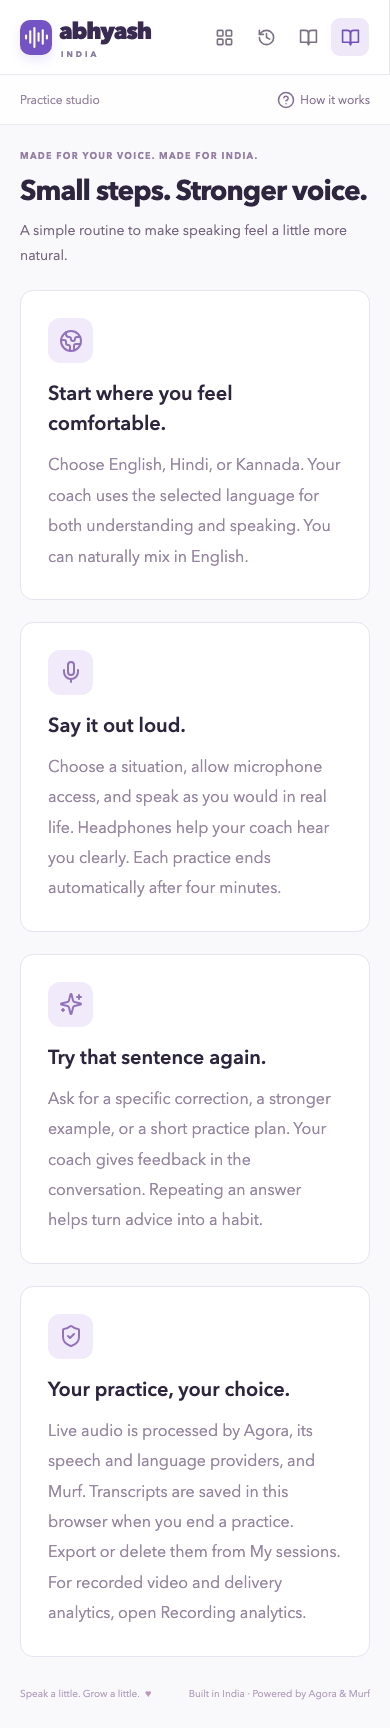 abhyash
INDIA
Practice studio
How it works
MADE FOR YOUR VOICE. MADE FOR INDIA.
Small steps. Stronger voice.
A simple routine to make speaking feel a little more
natural.
Start where you feel
comfortable.
Choose English, Hindi, or Kannada. Your
coach uses the selected language for
both understanding and speaking. You
can naturally mix in English.
Say it out loud.
Choose a situation, allow microphone
access, and speak as you would in real
life. Headphones help your coach hear
you clearly. Each practice ends
automatically after four minutes.
Try that sentence again.
Ask for a specific correction, a stronger
example, or a short practice plan. Your
coach gives feedback in the
conversation. Repeating an answer
helps turn advice into a habit.
Your practice, your choice.
Live audio is processed by Agora, its
speech and language providers, and
Murf. Transcripts are saved in this
browser when you end a practice.
Export or delete them from My sessions.
For recorded video and delivery
analytics, open Recording analytics.
Speak a little. Grow a little. ♥
Built in India · Powered by Agora & Murf